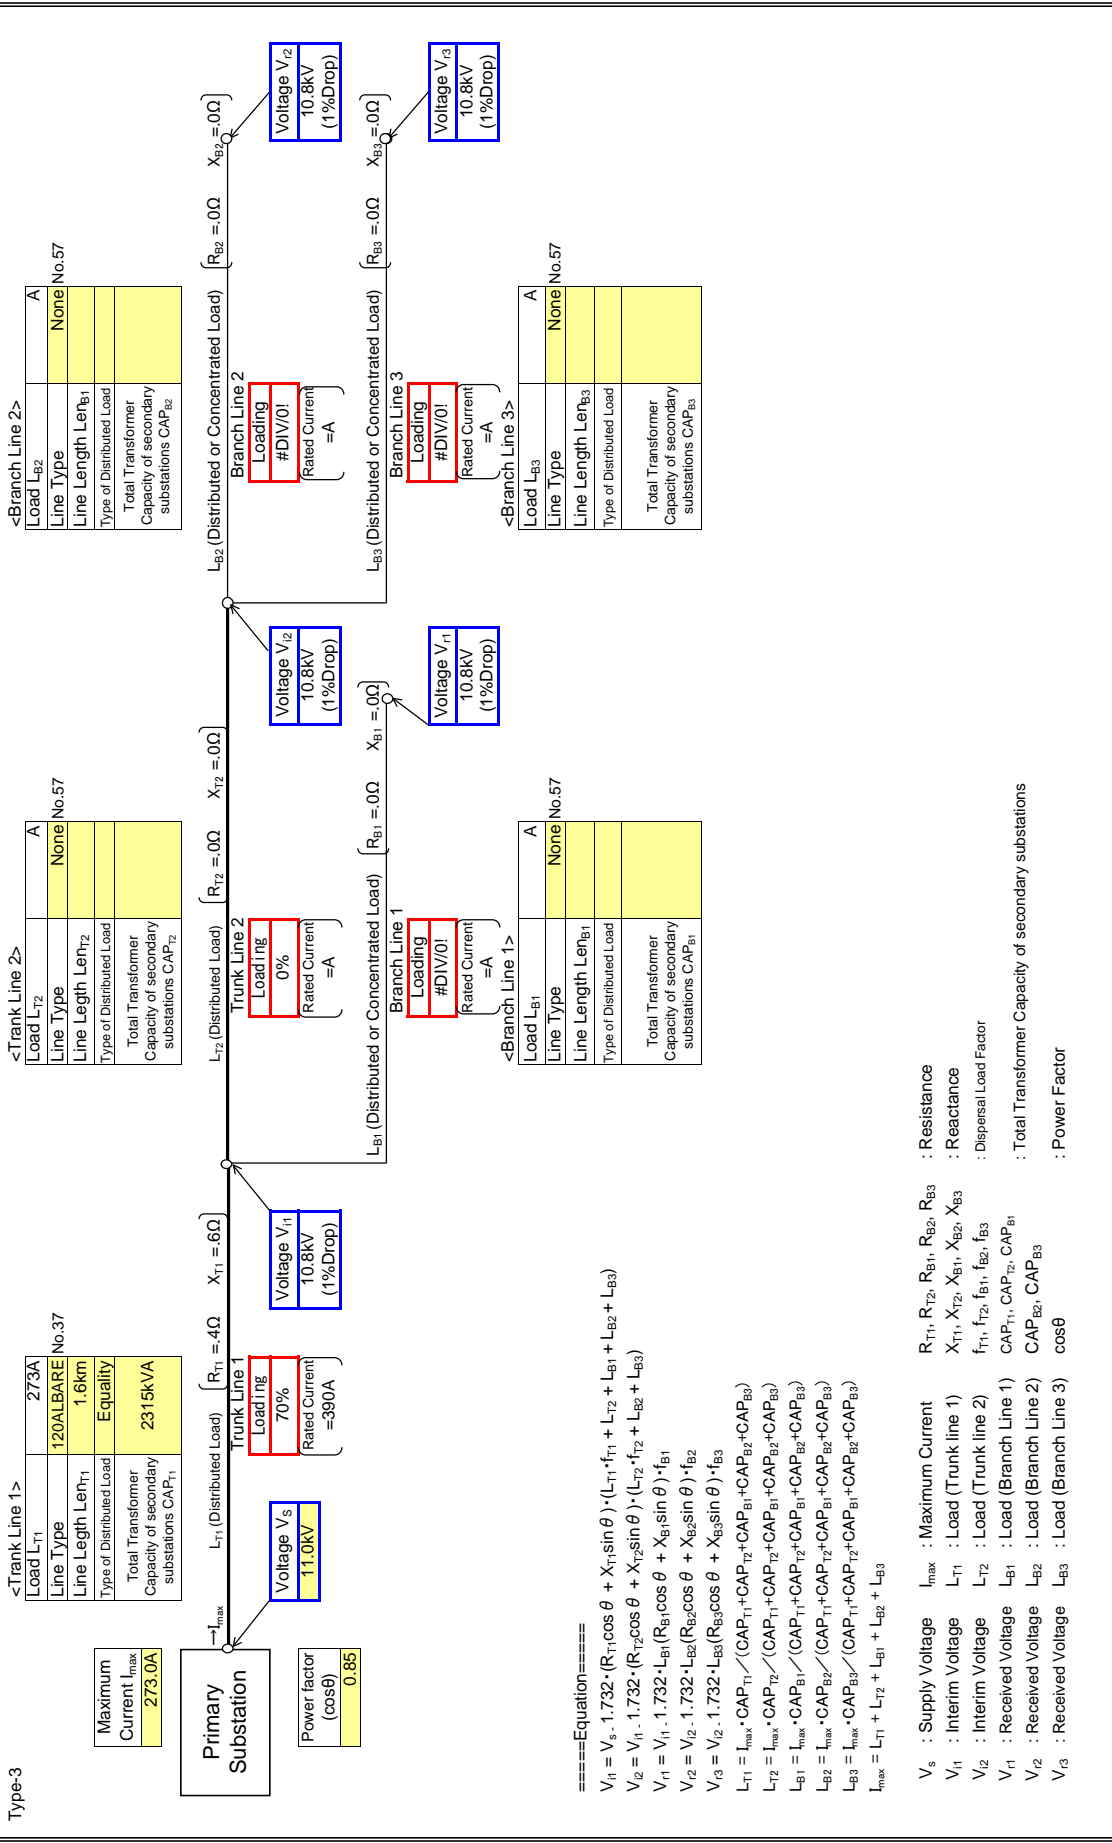 Type-3
Maximum
Current Imax
273.0A
<Trank Line 1>
Load LT1 273A
Line Type 120ALBARE No.37
Line Legth LenT1 1.6km
Type of Distributed Load Equality
Total Transformer
Capacity of secondary
substations CAPT1
2315kVA
<Trank Line 2>
Load LT2 A
Line Type None No.57
Line Length LenT2
Type of Distributed Load
Total Transformer
Capacity of secondary
substations CAPT2
<Branch Line 2>
Load LB2 A
Line Type None No.57
Line Length LenB1
Type of Distributed Load
Total Transformer
Capacity of secondary
substations CAPB2
Primary
Substation
→Imax
LT1 (Distributed Load)
RT1 =.4Ω XT1 =.6Ω
LT2 (Distributed Load)
RT2 =.0Ω XT2 =.0Ω
LB2 (Distributed or Concentrated Load)
RB2 =.0Ω XB2 =.0Ω
Power factor
(cosθ)
0.85
Voltage VS
11.0kV
Trunk Line 1
Loading
70%
Rated Current
=390A
Voltage Vi1
10.8kV
(1%Drop)
Trunk Line 2
Loading
0%
Rated Current
=A
Voltage Vi2
10.8kV
(1%Drop)
Branch Line 2
Loading
#DIV/0!
Rated Current
=A
Voltage Vr2
10.8kV
(1%Drop)
LB1 (Distributed or Concentrated Load)
RB1 =.0Ω XB1 =.0Ω
LB3 (Distributed or Concentrated Load)
RB3 =.0Ω XB3 =.0Ω
Branch Line 1
Loading
#DIV/0!
Rated Current
=A
Voltage Vr1
10.8kV
(1%Drop)
Branch Line 3
Loading
#DIV/0!
Rated Current
=A
Voltage Vr3
10.8kV
(1%Drop)
<Branch Line 1>
Load LB1 A
Line Type None No.57
Line Length LenB1
Type of Distributed Load
Total Transformer
Capacity of secondary
substations CAPB1
<Branch Line 3>
Load LB3 A
Line Type None No.57
Line Length LenB3
Type of Distributed Load
Total Transformer
Capacity of secondary
substations CAPB3
=====Equation=====
Vi1 = Vs - 1.732・(RT1cos θ + XT1sin θ)・(LT1・fT1 + LT2 + LB1 + LB2 + LB3)
Vi2 = Vi1 - 1.732・(RT2cos θ + XT2sin θ)・(LT2・fT2 + LB2 + LB3)
Vr1 = Vi1 - 1.732・LB1(RB1cos θ + XB1sin θ)・fB1
Vr2 = Vi2 - 1.732・LB2(RB2cos θ + XB2sin θ)・fB2
Vr3 = Vi2 - 1.732・LB3(RB3cos θ + XB3sin θ)・fB3
LT1 = Imax・CAPT1／(CAPT1+CAPT2+CAPB1+CAPB2+CAPB3)
LT2 = Imax・CAPT2／(CAPT1+CAPT2+CAPB1+CAPB2+CAPB3)
LB1 = Imax・CAPB1／(CAPT1+CAPT2+CAPB1+CAPB2+CAPB3)
LB2 = Imax・CAPB2／(CAPT1+CAPT2+CAPB1+CAPB2+CAPB3)
LB3 = Imax・CAPB3／(CAPT1+CAPT2+CAPB1+CAPB2+CAPB3)
Imax = LT1 + LT2 + LB1 + LB2 + LB3
Vs : Supply Voltage Imax : Maximum Current RT1, RT2, RB1, RB2, RB3 : Resistance
Vi1 : Interim Voltage LT1 : Load (Trunk line 1) XT1, XT2, XB1, XB2, XB3 : Reactance
Vi2 : Interim Voltage LT2 : Load (Trunk line 2) fT1, fT2, fB1, fB2, fB3 : Dispersal Load Factor
Vr1 : Received Voltage LB1 : Load (Branch Line 1) CAPT1, CAPT2, CAPB1 : Total Transformer Capacity of secondary substations
Vr2 : Received Voltage LB2 : Load (Branch Line 2) CAPB2, CAPB3
Vr3 : Received Voltage LB3 : Load (Branch Line 3) cosθ : Power Factor